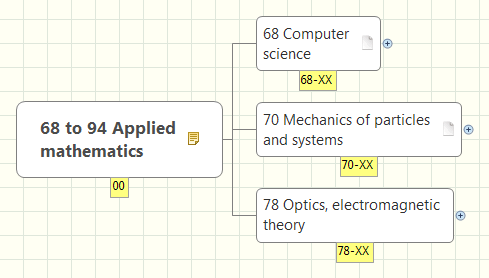 68 Computer
science
68-XX
68 to 94 Applied
mathematics
00
70 Mechanics of particles
and systems
70-XX
78 Optics, electromagnetic
theory
78-XX